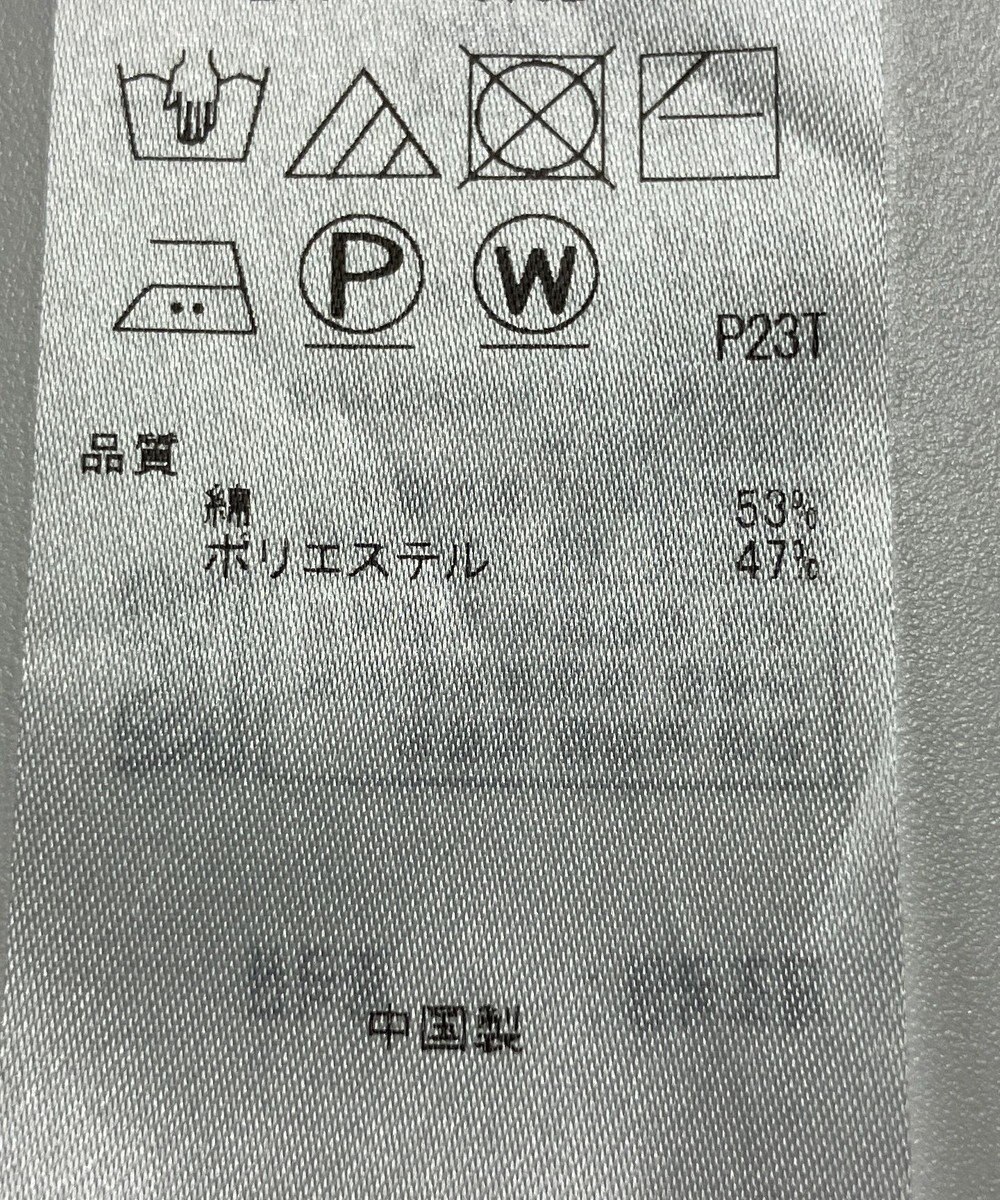 P W
P23T
品質
綿 53%
ポリエステル 47%
中国製